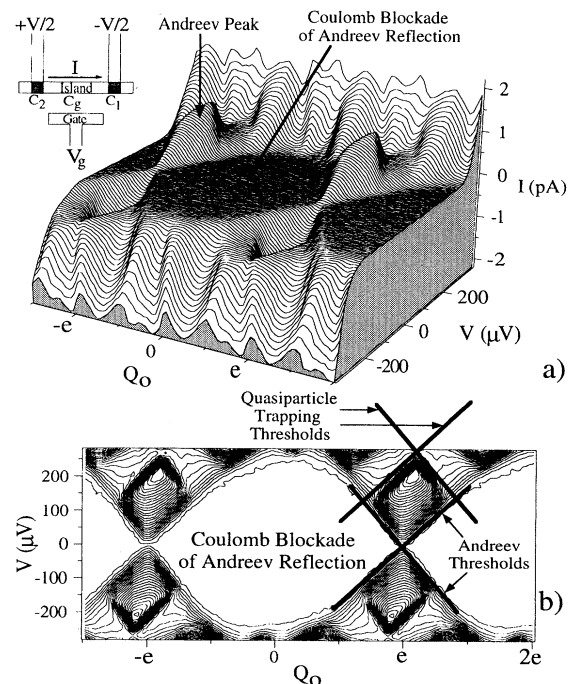 a)
+V/2
-V/2
I
Island
C2
Cg
C1
Gate
Vg
Andreev Peak
Coulomb Blockade
of Andreev Reflection
2
1
0
-1
-2
I (pA)
200
0
-200
V (μV)
-e
0
e
Qo
a)
Quasiparticle
Trapping
Thresholds
200
100
0
-100
-200
V (μV)
Coulomb Blockade
of Andreev Reflection
Andreev
Thresholds
b)
-e
0
e
2e
Qo